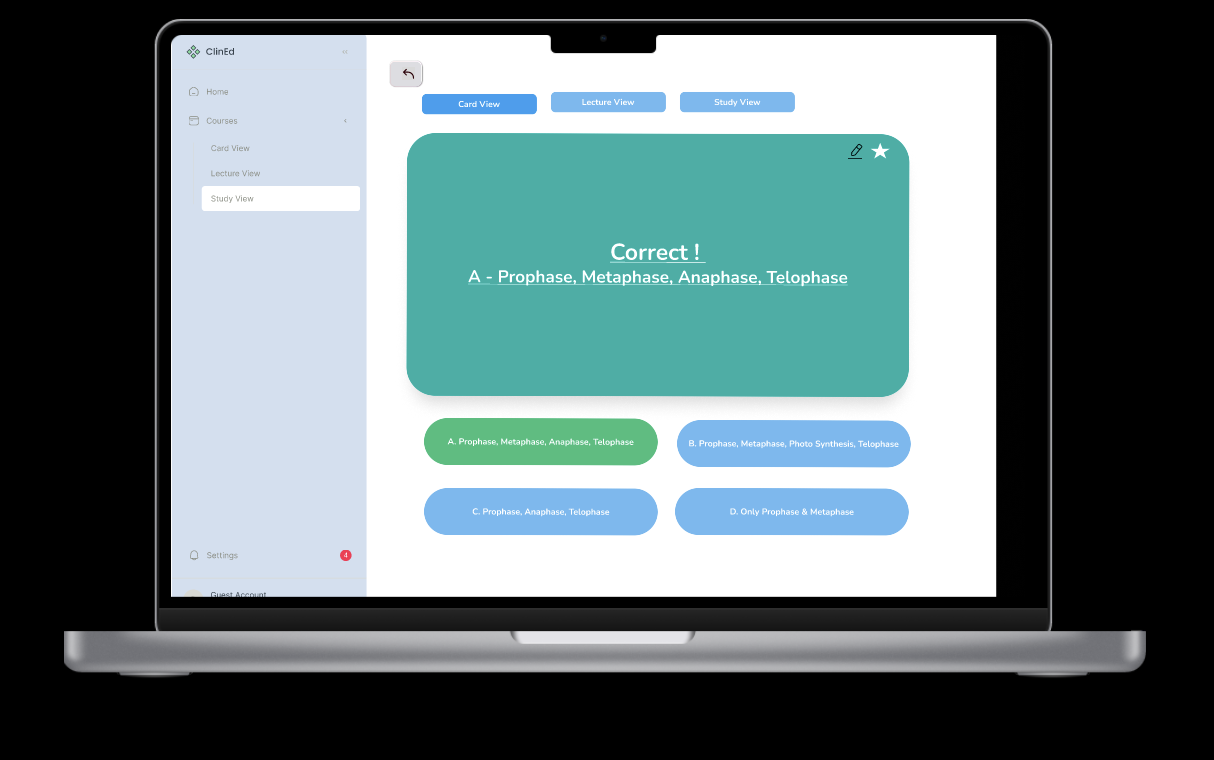 ClinEd
Home
Courses
Card View
Lecture View
Study View
Settings
4
Guest Account
Card View
Lecture View
Study View
Correct !
A - Prophase, Metaphase, Anaphase, Telophase
A. Prophase, Metaphase, Anaphase, Telophase
B. Prophase, Metaphase, Photo Synthesis, Telophase
C. Prophase, Anaphase, Telophase
D. Only Prophase & Metaphase